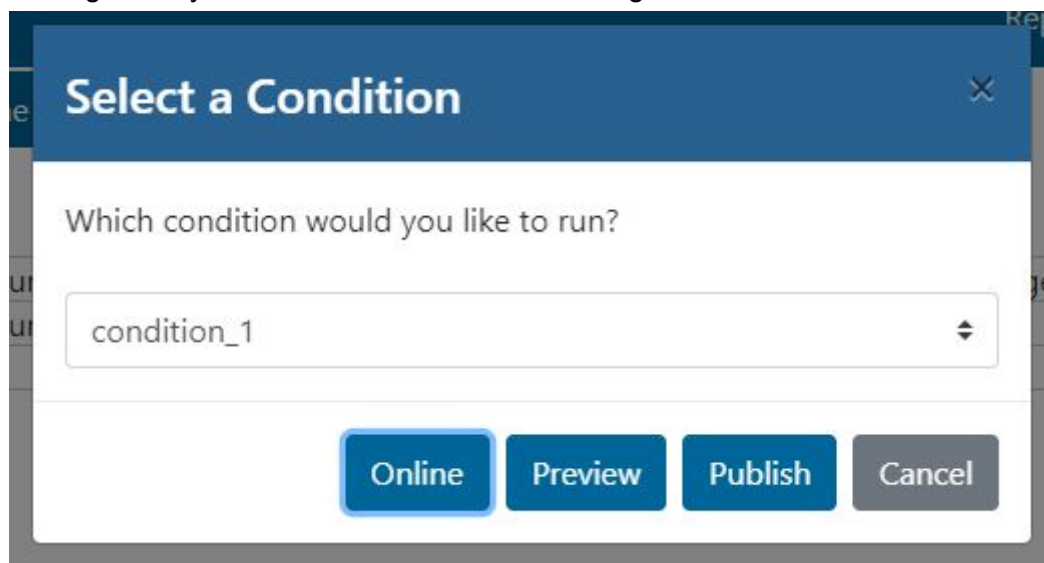 Select a Condition ×
Which condition would you like to run?
condition_1
Online Preview Publish Cancel